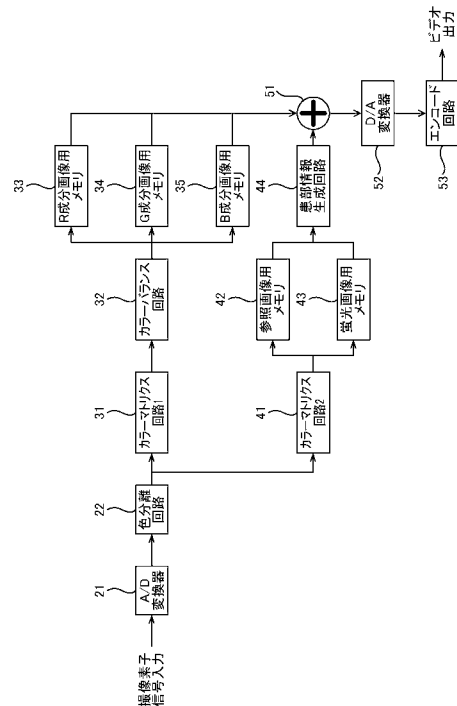 撮像素子
信号入力
21
A/D
変換器
22
色分離
回路
31
カラーマトリクス
回路1
32
カラーバランス
回路
33
R成分画像用
メモリ
34
G成分画像用
メモリ
35
B成分画像用
メモリ
41
カラーマトリクス
回路2
42
参照画像用
メモリ
43
蛍光画像用
メモリ
44
患部情報
生成回路
51
52
D/A
変換器
53
エンコード
回路
ビデオ
出力